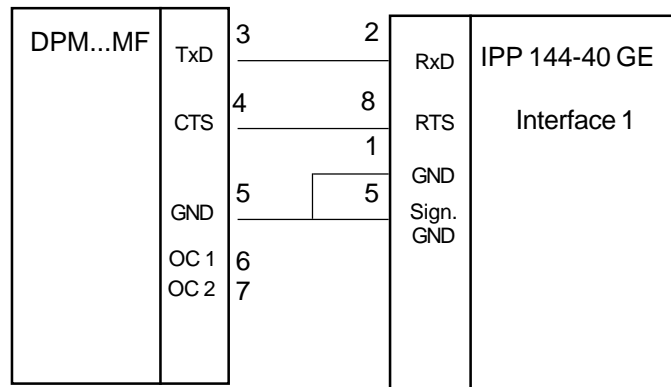 DPM...MF TxD 3 2 RxD IPP 144-40 GE
CTS 4 8 RTS Interface 1
1
GND
GND 5 5 Sign.
GND
OC 1 6
OC 2 7